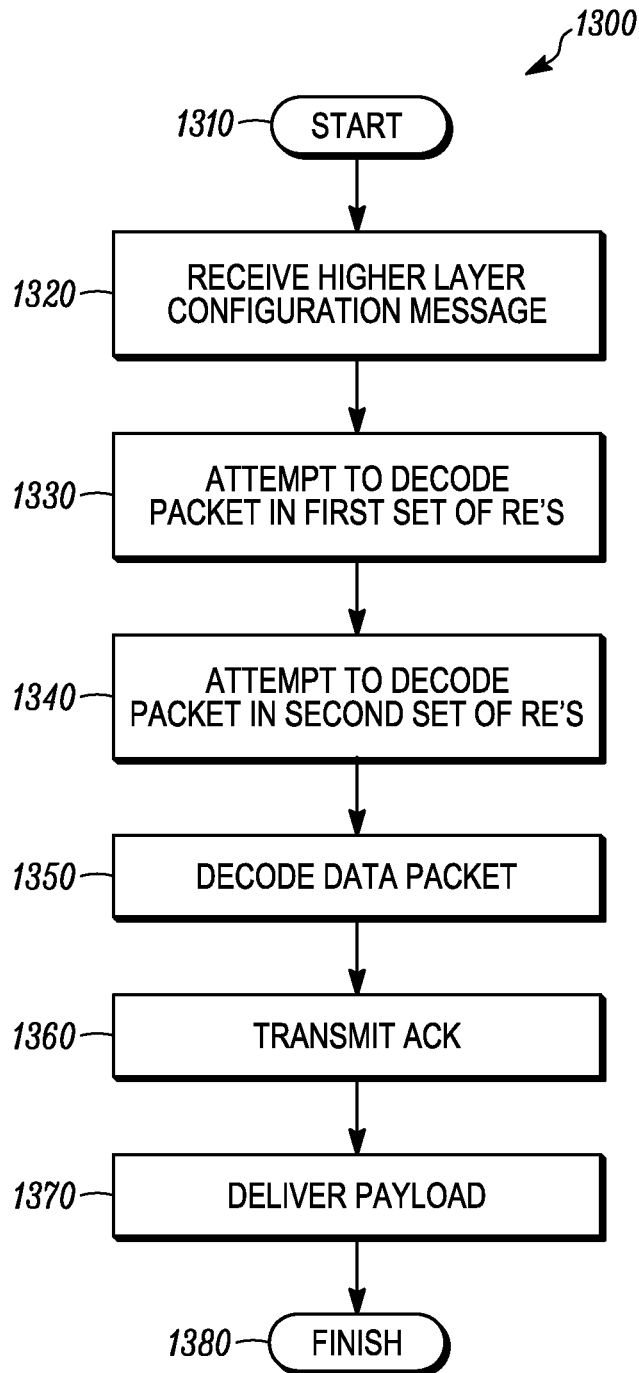 1300
1310
START
1320
RECEIVE HIGHER LAYER
CONFIGURATION MESSAGE
1330
ATTEMPT TO DECODE
PACKET IN FIRST SET OF RE'S
1340
ATTEMPT TO DECODE
PACKET IN SECOND SET OF RE'S
1350
DECODE DATA PACKET
1360
TRANSMIT ACK
1370
DELIVER PAYLOAD
1380
FINISH